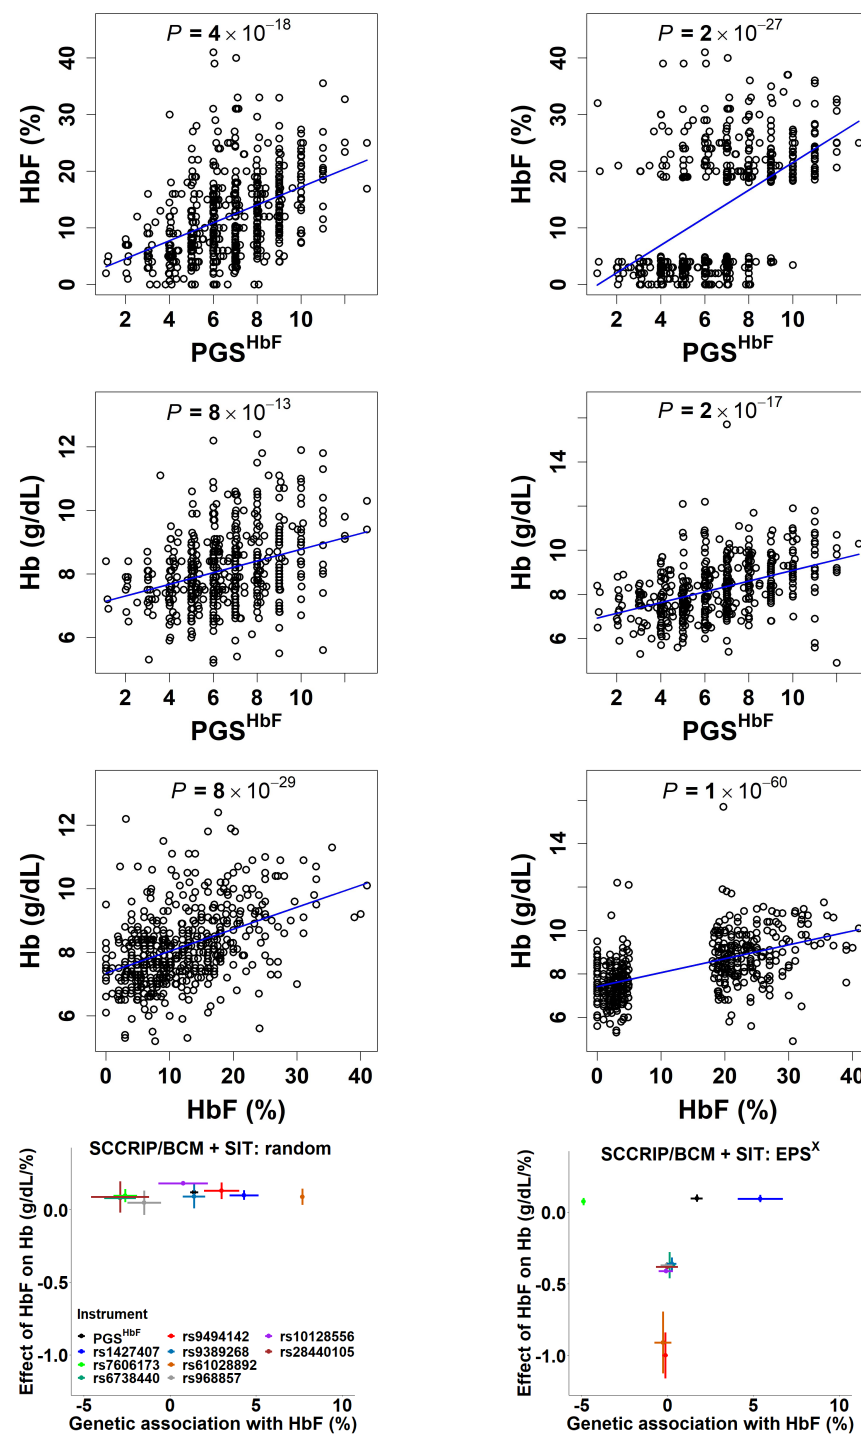 P = 4 × 10−18
HbF (%)
0 10 20 30 40
2 4 6 8 10
PGSHbF
P = 2 × 10−27
HbF (%)
0 10 20 30 40
2 4 6 8 10
PGSHbF
P = 8 × 10−13
Hb (g/dL)
6 8 10 12
2 4 6 8 10
PGSHbF
P = 2 × 10−17
Hb (g/dL)
6 8 10 14
2 4 6 8 10
PGSHbF
P = 8 × 10−29
Hb (g/dL)
6 8 10 12
0 10 20 30 40
HbF (%)
P = 1 × 10−60
Hb (g/dL)
6 8 10 14
0 10 20 30 40
HbF (%)
SCCRIP/BCM + SIT: random
Effect of HbF on Hb (g/dL/%)
0.0
-0.5
-1.0
Instrument
PGSHbF
rs1427407
rs7606173
rs6738440
rs9494142
rs9389268
rs61028892
rs968857
rs10128556
rs28440105
-5 0 5 10
Genetic association with HbF (%)
SCCRIP/BCM + SIT: EPSX
Effect of HbF on Hb (g/dL/%)
0.0
-0.5
-1.0
-5 0 5 10
Genetic association with HbF (%)